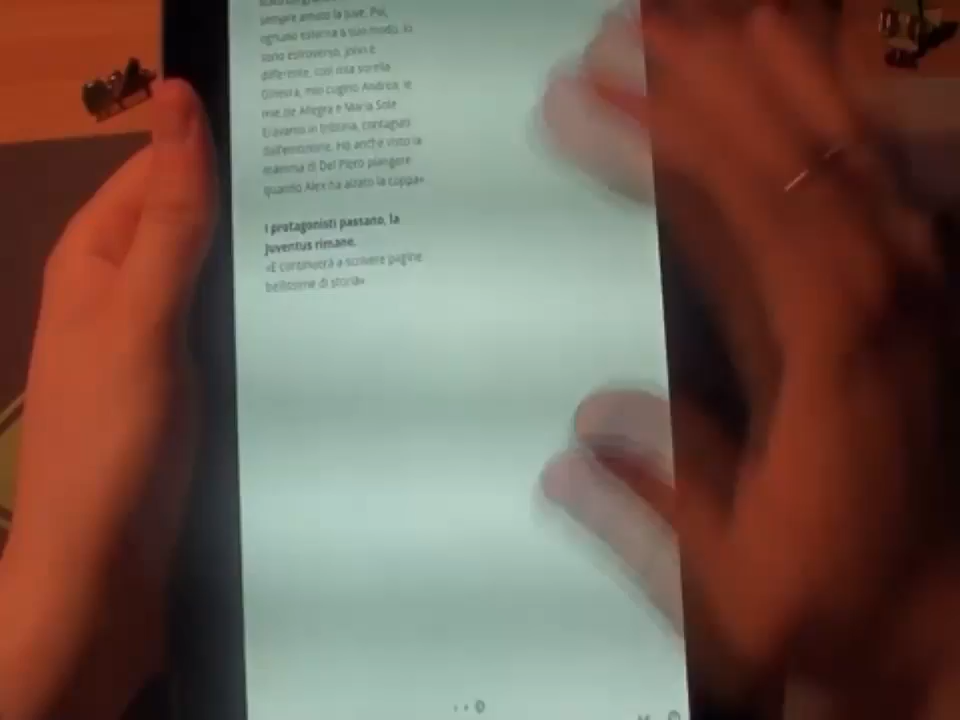 sempre amato la Juve. Poi,
ognuno esterna a suo modo. Io
sono estroverso, John è
differente, così mia sorella
Ginevra, mio cugino Andrea, le
mie zie Allegra e Maria Sole
Eravamo in tribuna, contagiati
dall'emozione. Ho anche visto la
mamma di Del Piero piangere
quando Alex ha alzato la coppa»
I protagonisti passano, la
Juventus rimane.
«E continuerà a scrivere pagine
bellissime di storia»